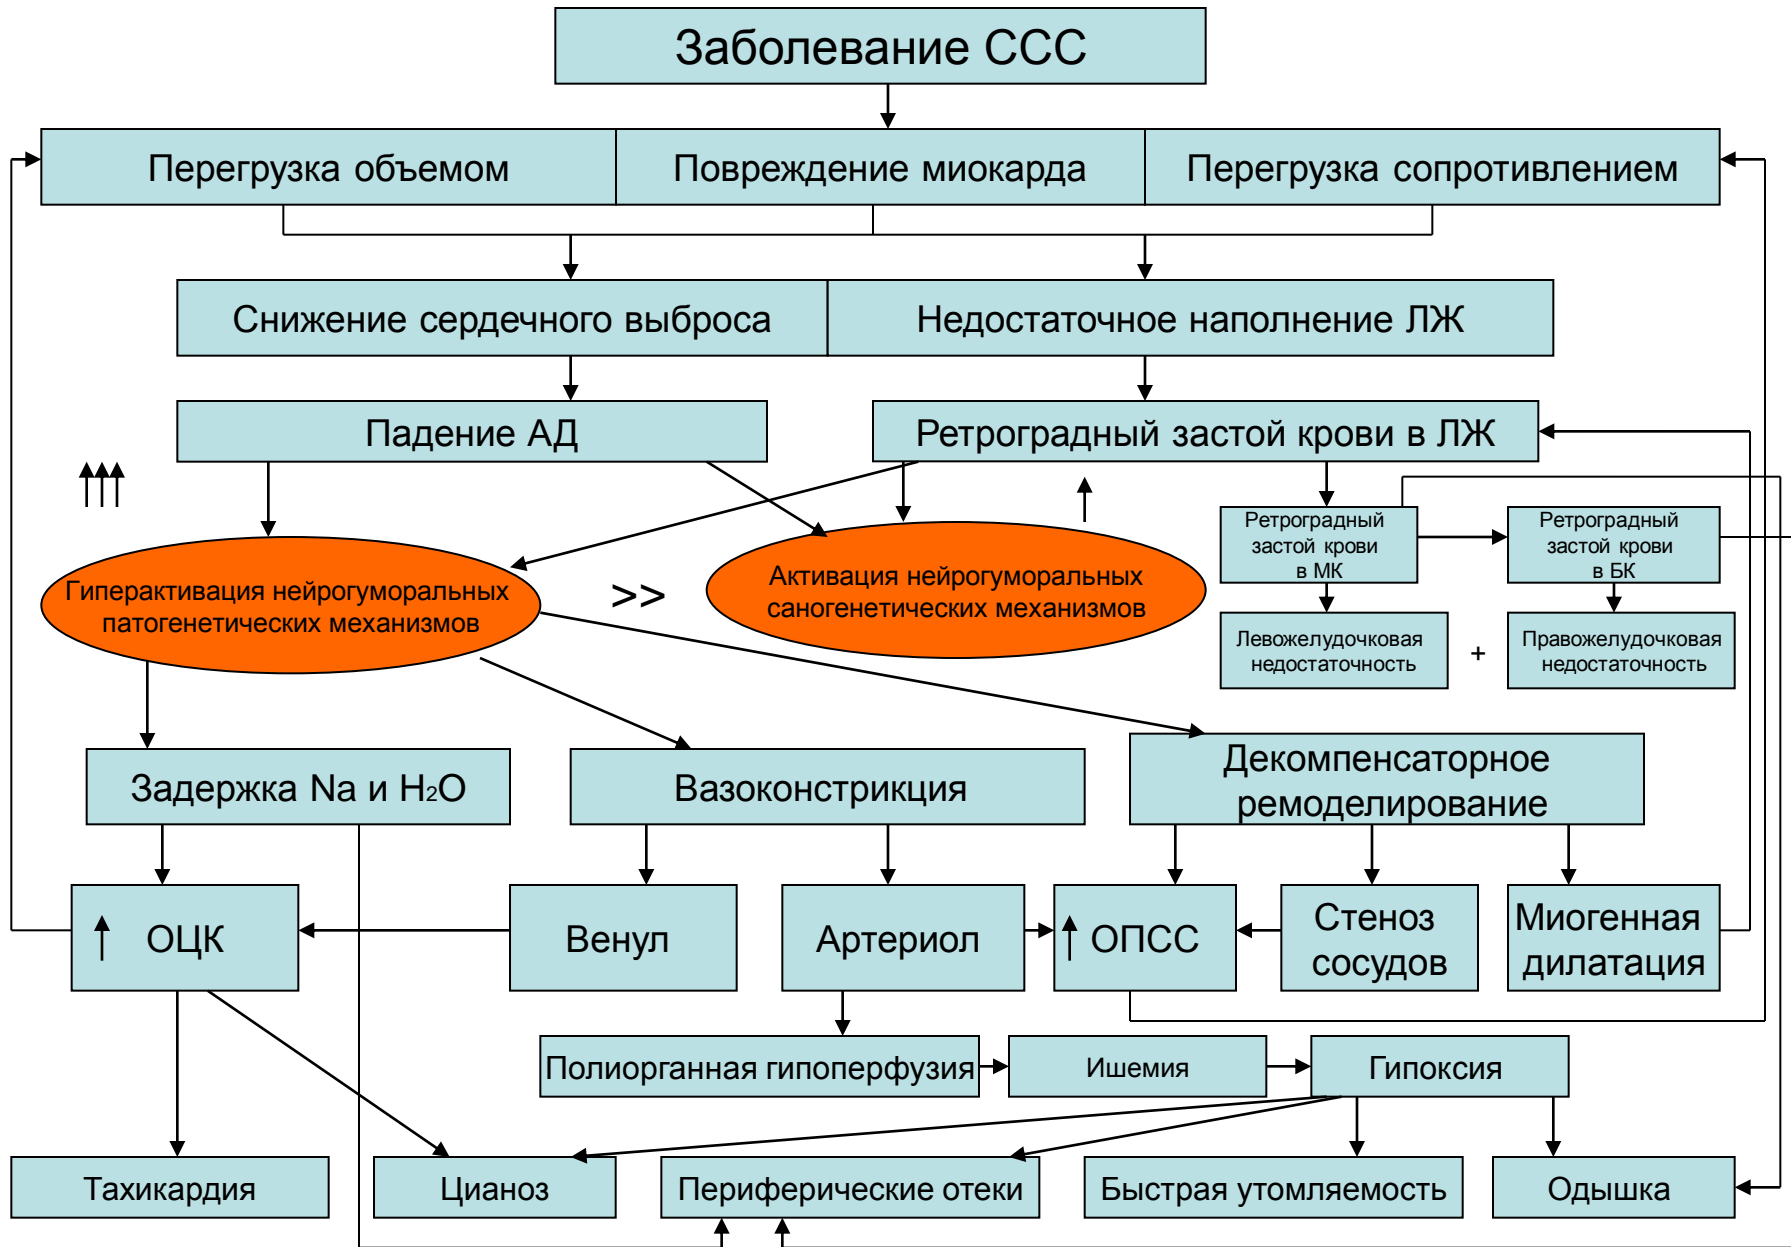 Заболевание ССС
Перегрузка объемом
Повреждение миокарда
Перегрузка сопротивлением
Снижение сердечного выброса
Недостаточное наполнение ЛЖ
Падение АД
Ретроградный застой крови в ЛЖ
Ретроградный
застой крови
в МК
Ретроградный
застой крови
в БК
Гиперактивация нейрогуморальных
патогенетических механизмов
>>
Активация нейрогуморальных
саногенетических механизмов
Левожелудочковая
недостаточность
+
Правожелудочковая
недостаточность
Задержка Na и H₂O
Вазоконстрикция
Декомпенсаторное
ремоделирование
ОЦК
Венул
Артериол
ОПСС
Стеноз
сосудов
Миогенная
дилатация
Полиорганная гипоперфузия
Ишемия
Гипоксия
Тахикардия
Цианоз
Периферические отеки
Быстрая утомляемость
Одышка